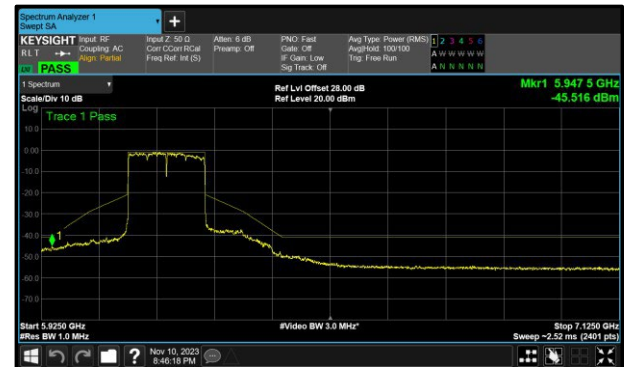 Spectrum Analyzer 1
Swept SA
+
KEYSIGHT Input: RF Input Z: 50 Ω Atten: 6 dB PNO: Fast Avg Type: Power (RMS) 1 2 3 4 5 6
RLT Coupling: AC Corr CCorr RCal Preamp: Off Gate: Off Avg|Hold: 100/100 A W W W W W
Align: Partial Freq Ref: Int (S) IF Gain: Low Trig: Free Run
PASS Sig Track: Off A N N N N N
1 Spectrum
Scale/Div 10 dB
Ref Lvl Offset 28.00 dB
Ref Level 20.00 dBm
Mkr1 5.947 5 GHz
-45.516 dBm
Log
Trace 1 Pass
10.0
0.00
-10.0
-20.0
-30.0
-40.0
1
-50.0
-60.0
-70.0
Start 5.9250 GHz #Video BW 3.0 MHz* Stop 7.1250 GHz
#Res BW 1.0 MHz Sweep ~2.52 ms (2401 pts)
? Nov 10, 2023
8:46:18 PM